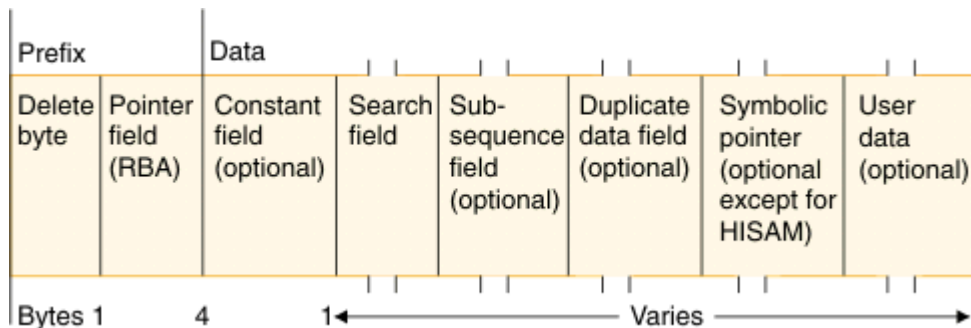 Prefix
Data
Delete
byte
Pointer
field
(RBA)
Constant
field
(optional)
Search
field
Sub-
sequence
field
(optional)
Duplicate
data field
(optional)
Symbolic
pointer
(optional
except for
HISAM)
User
data
(optional)
Bytes 1 4 1 Varies